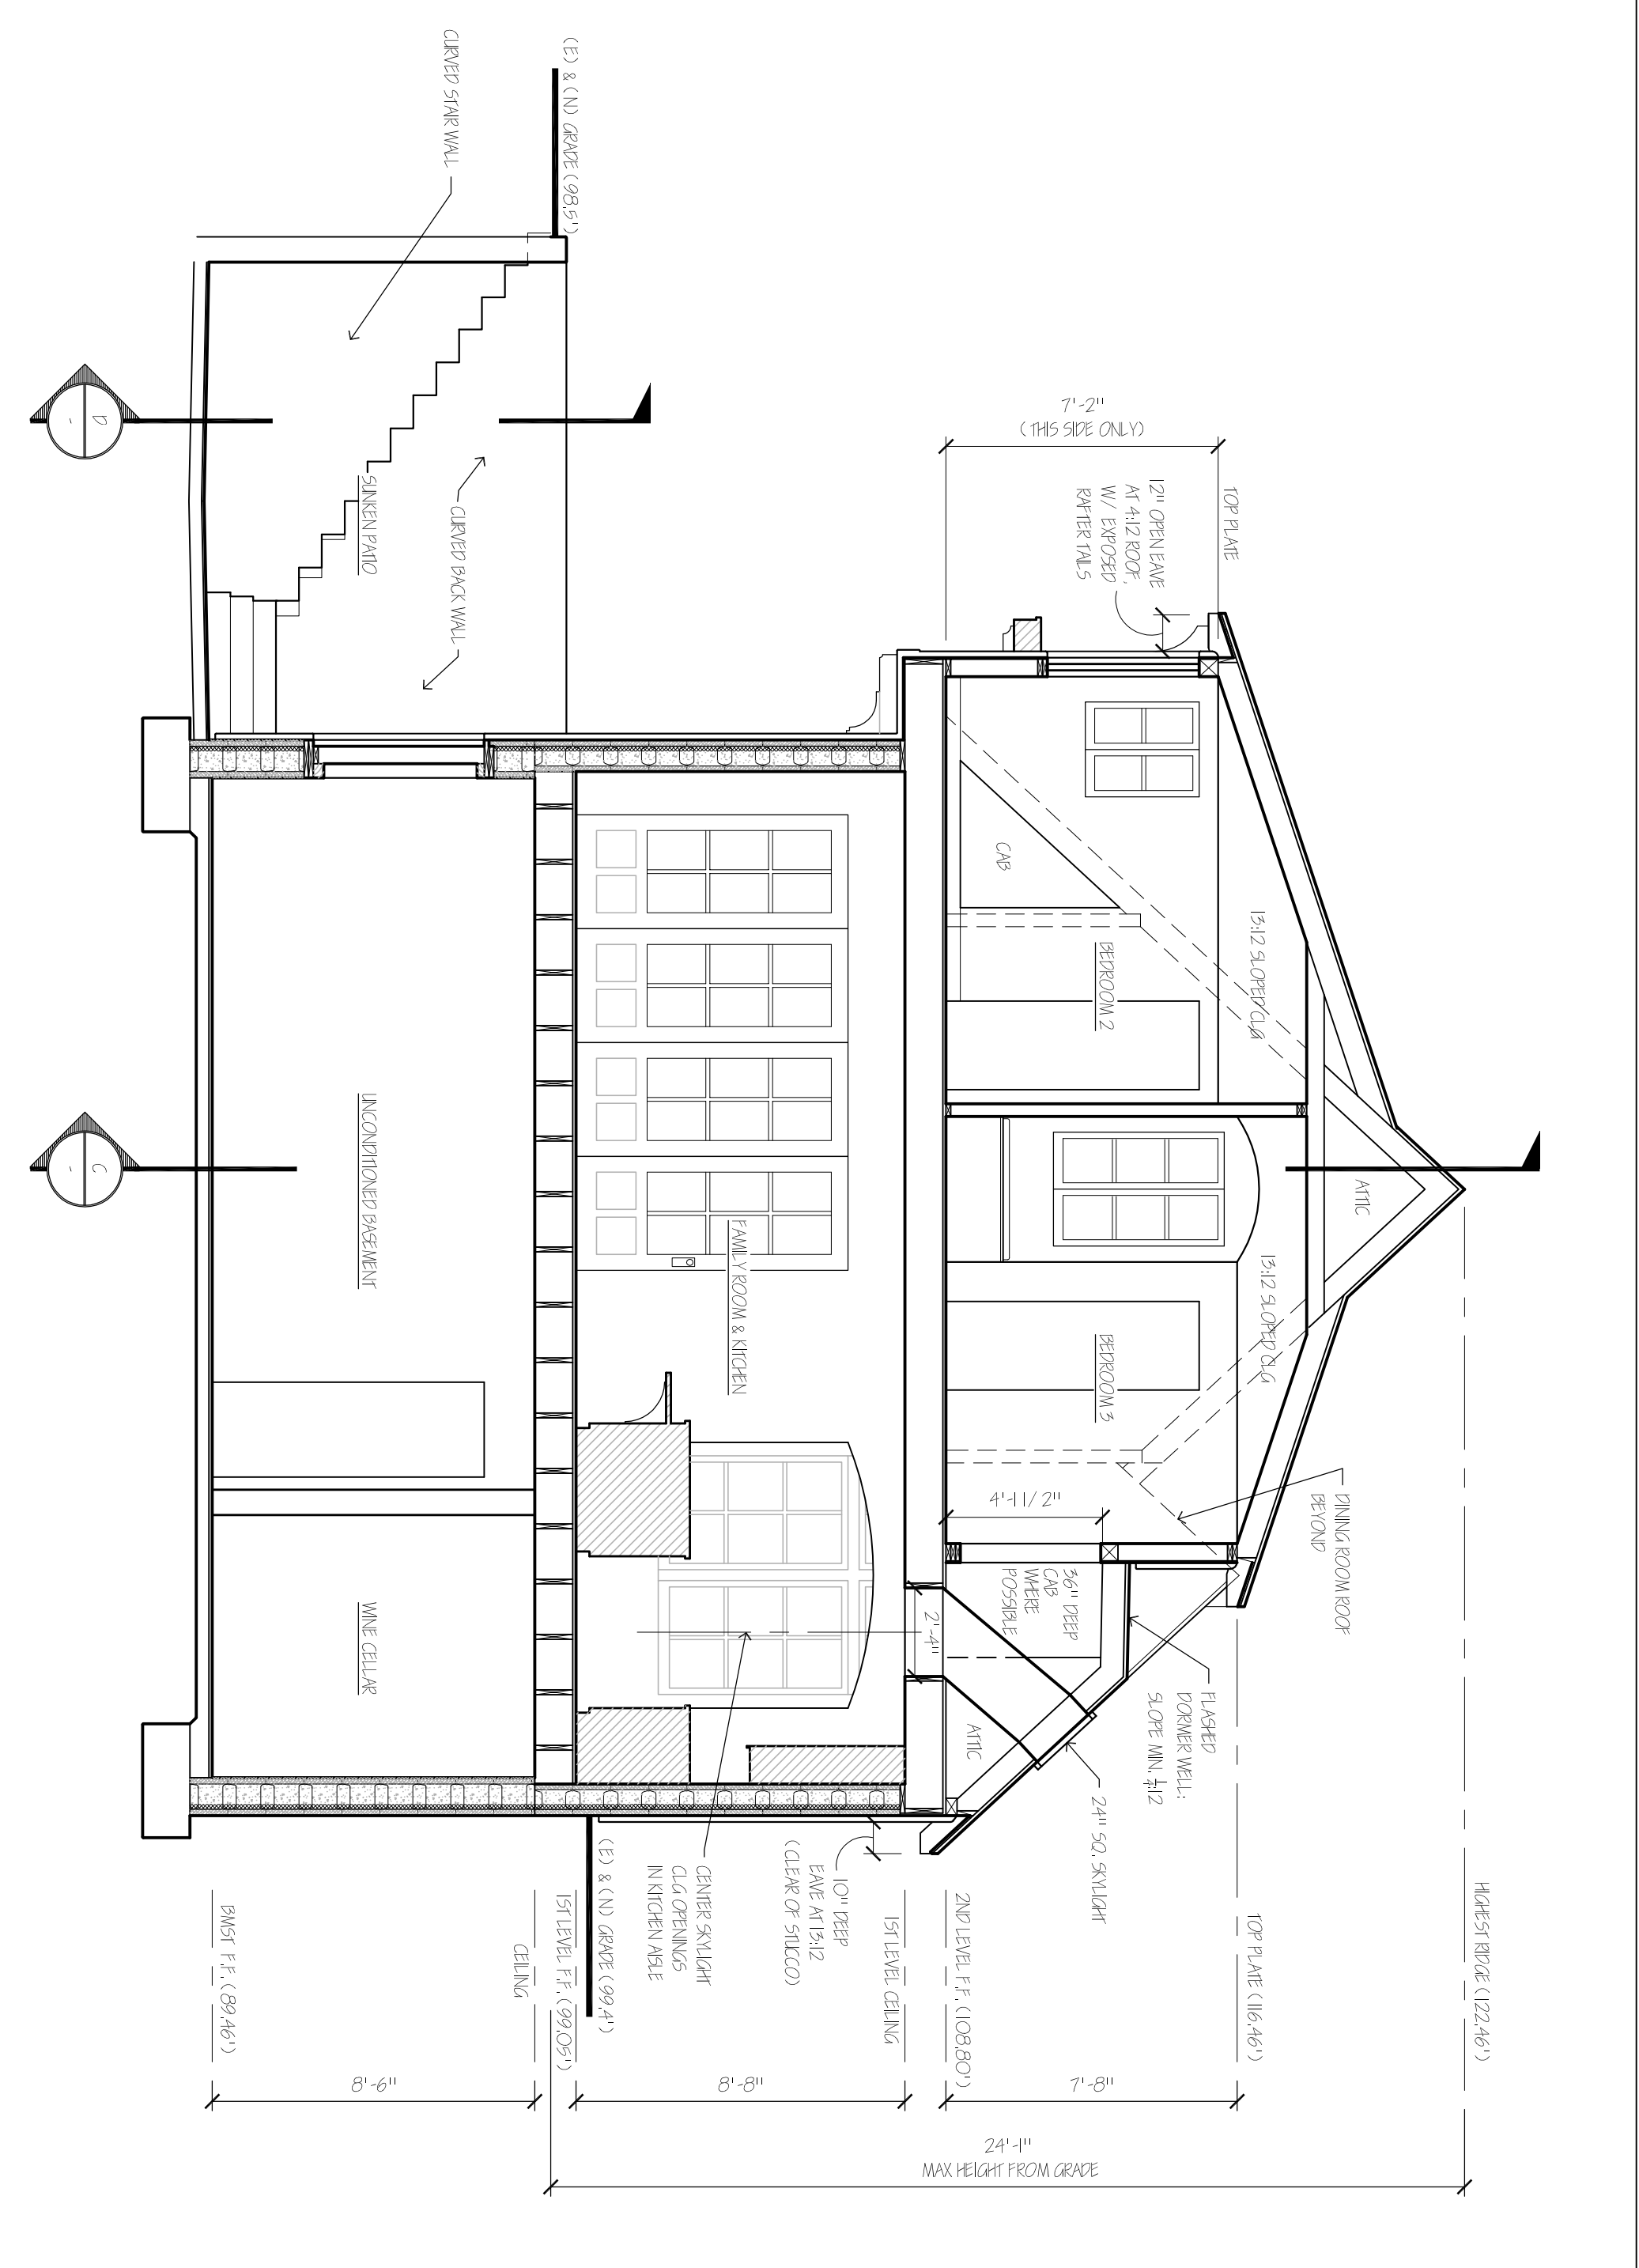 HIGHEST RIDGE (122.46')
TOP PLATE (116.46')
2ND LEVEL F.F. (108.80')
1ST LEVEL CEILING
(E) & (N) GRADE (99.4')
1ST LEVEL F.F. (99.05')
CEILING
BMST F.F. (89.46')
7'-8"
8'-8"
8'-6"
24'-1"
MAX HEIGHT FROM GRADE
7'-2"
(THIS SIDE ONLY)
TOP PLATE
12" OPEN EAVE
AT 4:12 ROOF,
W/ EXPOSED
RAFTER TAILS
13:12 SLOPED CLG
ATTIC
13:12 SLOPED CLG
DINING ROOM ROOF
BEYOND
CAB
BEDROOM 2
BEDROOM 3
4'-1 1/2"
36" DEEP
CAB
WHERE
POSSIBLE
FLASHED
DORMER WELL:
SLOPE MIN. 1/4:12
24" SQ. SKYLIGHT
ATTIC
2'-4"
10" DEEP
EAVE AT 13:12
(CLEAR OF STUCCO)
CENTER SKYLIGHT
CLG OPENINGS
IN KITCHEN AISLE
FAMILY ROOM & KITCHEN
(E) & (N) GRADE (98.5')
CURVED STAIR WALL
CURVED BACK WALL
SUNKEN PATIO
UNCONDITIONED BASEMENT
WINE CELLAR
D
-
C
-